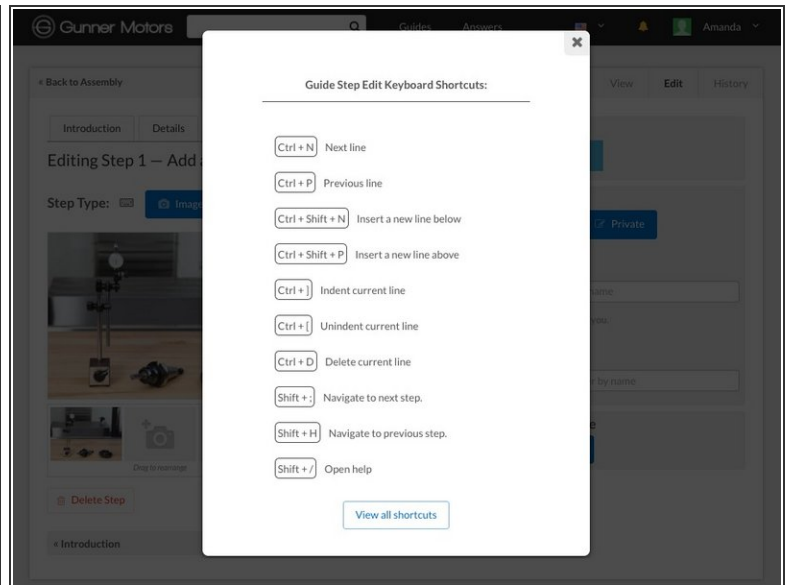 Gunner Motors
Guides Answers
Amanda
« Back to Assembly
View Edit History
Introduction Details
Editing Step 1 — Add
Step Type: Image
Private
name
you
r by name
e
Drag to rearrange
Delete Step
« Introduction
×
Guide Step Edit Keyboard Shortcuts:
Ctrl + N Next line
Ctrl + P Previous line
Ctrl + Shift + N Insert a new line below
Ctrl + Shift + P Insert a new line above
Ctrl + ] Indent current line
Ctrl + [ Unindent current line
Ctrl + D Delete current line
Shift + ; Navigate to next step.
Shift + H Navigate to previous step.
Shift + / Open help
View all shortcuts